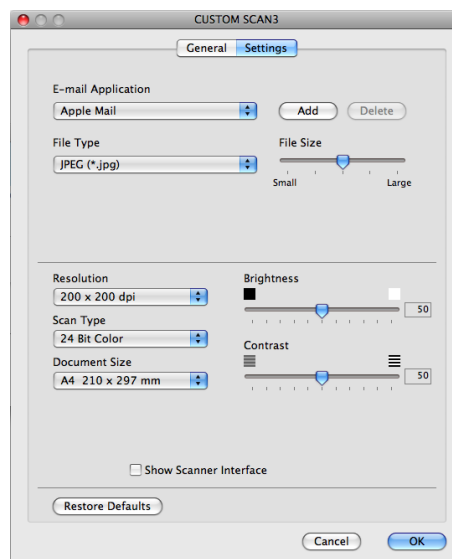 CUSTOM SCAN3
General Settings
E-mail Application
Apple Mail Add Delete
File Type File Size
JPEG (*.jpg)
Small Large
Resolution Brightness
200 x 200 dpi
50
Scan Type
24 Bit Color
Contrast
Document Size
A4 210 x 297 mm 50
Show Scanner Interface
Restore Defaults
Cancel OK